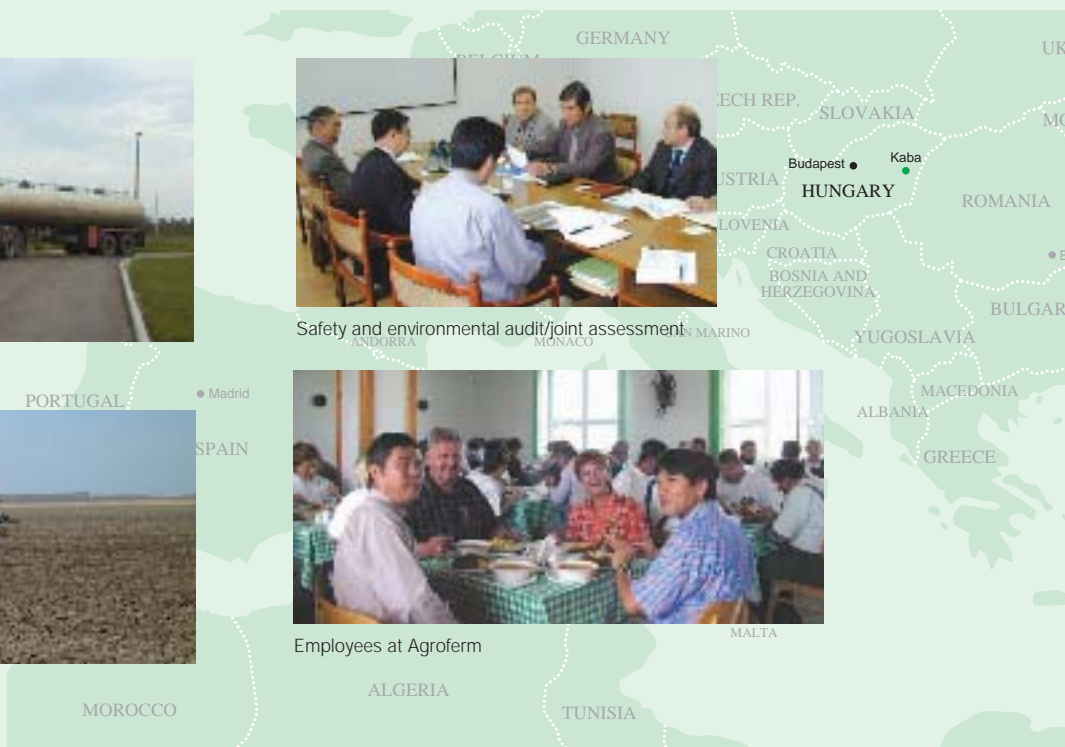 GERMANY
BELGIUM
UK
CZECH REP.
SLOVAKIA
MO
Budapest
Kaba
AUSTRIA
HUNGARY
ROMANIA
SLOVENIA
CROATIA
BOSNIA AND
HERZEGOVINA
BULGAR
Safety and environmental audit/joint assessment
SAN MARINO
ANDORRA
MONACO
YUGOSLAVIA
PORTUGAL
Madrid
MACEDONIA
ALBANIA
SPAIN
GREECE
MALTA
Employees at Agroferm
ALGERIA
MOROCCO
TUNISIA